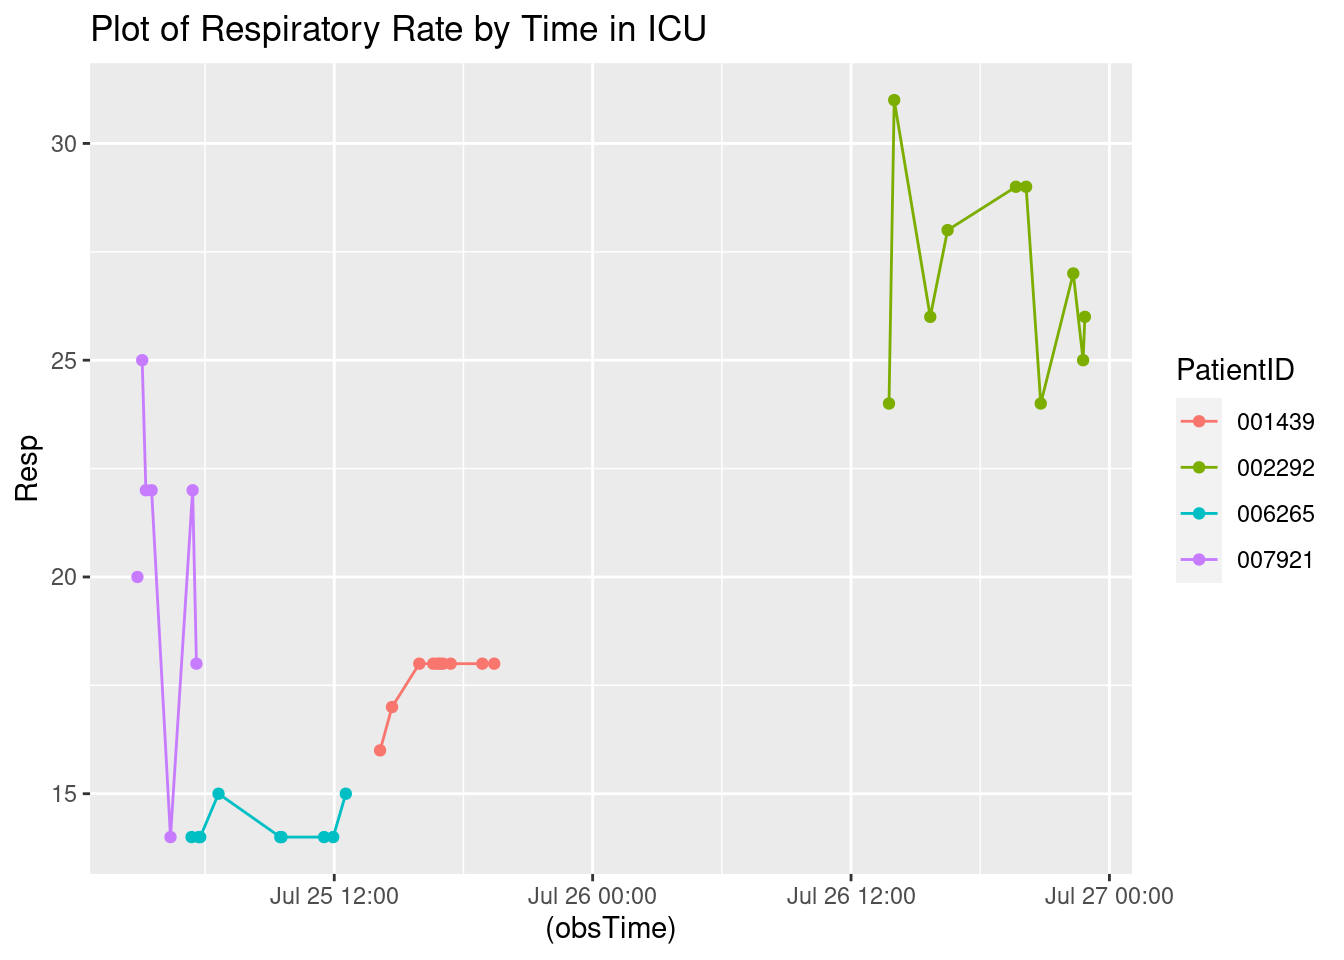 Plot of Respiratory Rate by Time in ICU
30
25
20
15
Resp
Jul 25 12:00
Jul 26 00:00
Jul 26 12:00
Jul 27 00:00
(obsTime)
PatientID
001439
002292
006265
007921